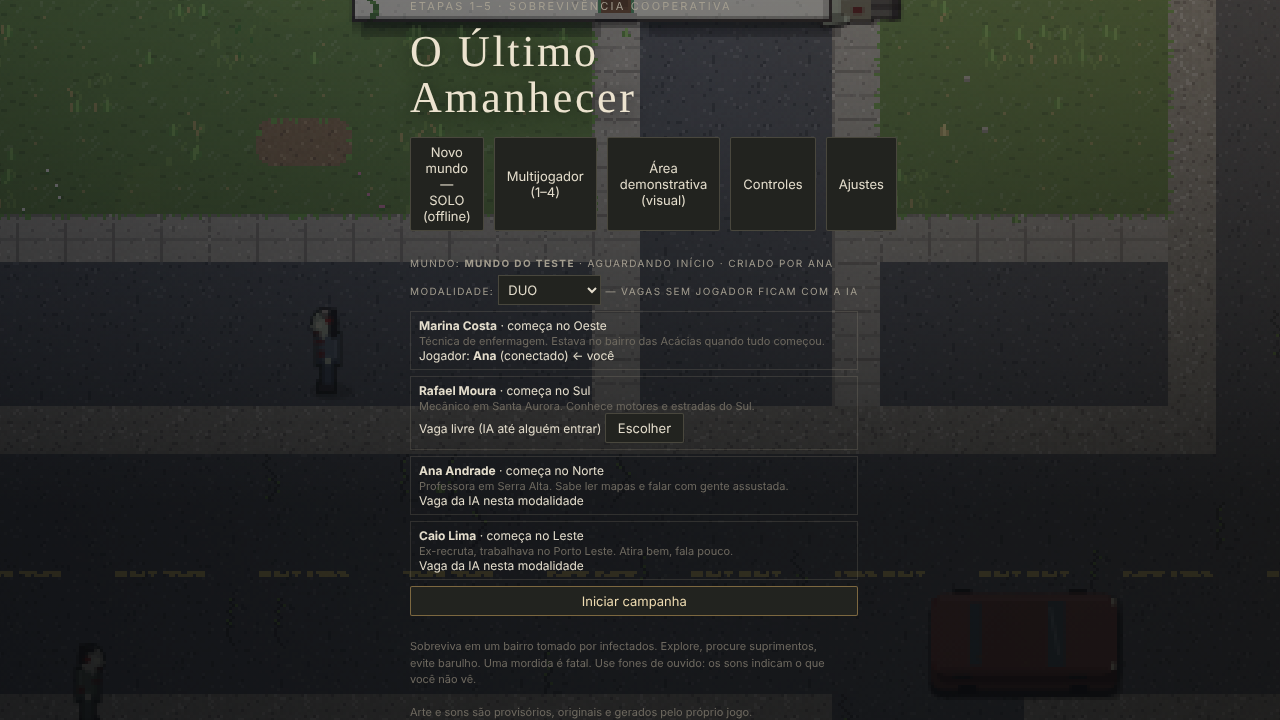 ETAPAS 1–5 · SOBREVIVÊNCIA COOPERATIVA
O Último
Amanhecer
Novo
mundo
—
SOLO
(offline)
Multijogador
(1–4)
Área
demonstrativa
(visual)
Controles
Ajustes
MUNDO: MUNDO DO TESTE · AGUARDANDO INÍCIO · CRIADO POR ANA
MODALIDADE: DUO — VAGAS SEM JOGADOR FICAM COM A IA
Marina Costa · começa no Oeste
Técnica de enfermagem. Estava no bairro das Acácias quando tudo começou.
Jogador: Ana (conectado) ← você
Rafael Moura · começa no Sul
Mecânico em Santa Aurora. Conhece motores e estradas do Sul.
Vaga livre (IA até alguém entrar) Escolher
Ana Andrade · começa no Norte
Professora em Serra Alta. Sabe ler mapas e falar com gente assustada.
Vaga da IA nesta modalidade
Caio Lima · começa no Leste
Ex-recruta, trabalhava no Porto Leste. Atira bem, fala pouco.
Vaga da IA nesta modalidade
Iniciar campanha
Sobreviva em um bairro tomado por infectados. Explore, procure suprimentos,
evite barulho. Uma mordida é fatal. Use fones de ouvido: os sons indicam o que
você não vê.
Arte e sons são provisórios, originais e gerados pelo próprio jogo.